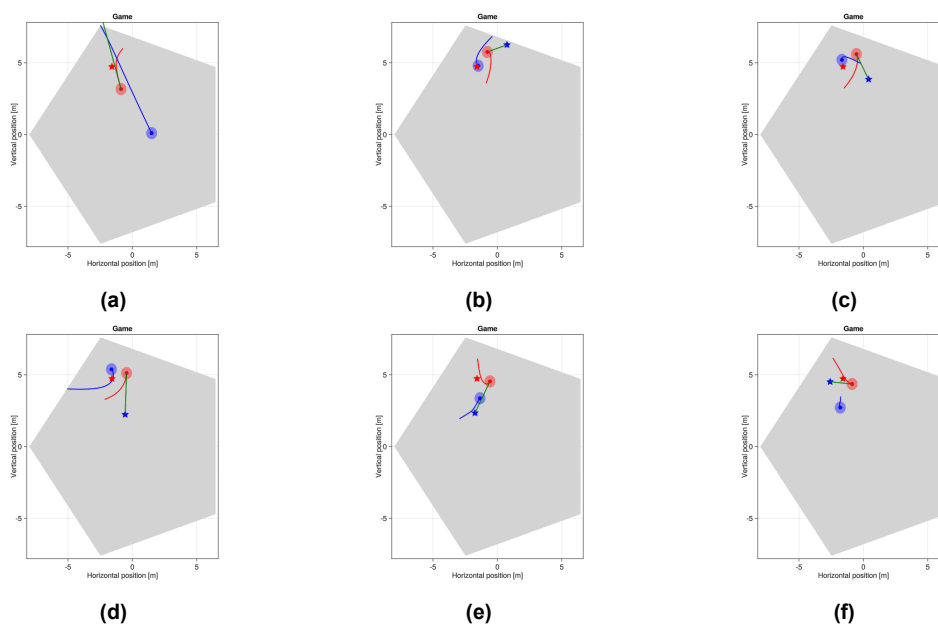 Game
Game
Game
Vertical position [m]
5
0
-5
Vertical position [m]
5
0
-5
Vertical position [m]
5
0
-5
-5 0 5
-5 0 5
-5 0 5
Horizontal position [m]
Horizontal position [m]
Horizontal position [m]
(a)
(b)
(c)
Game
Game
Game
Vertical position [m]
5
0
-5
Vertical position [m]
5
0
-5
Vertical position [m]
5
0
-5
-5 0 5
-5 0 5
-5 0 5
Horizontal position [m]
Horizontal position [m]
Horizontal position [m]
(d)
(e)
(f)